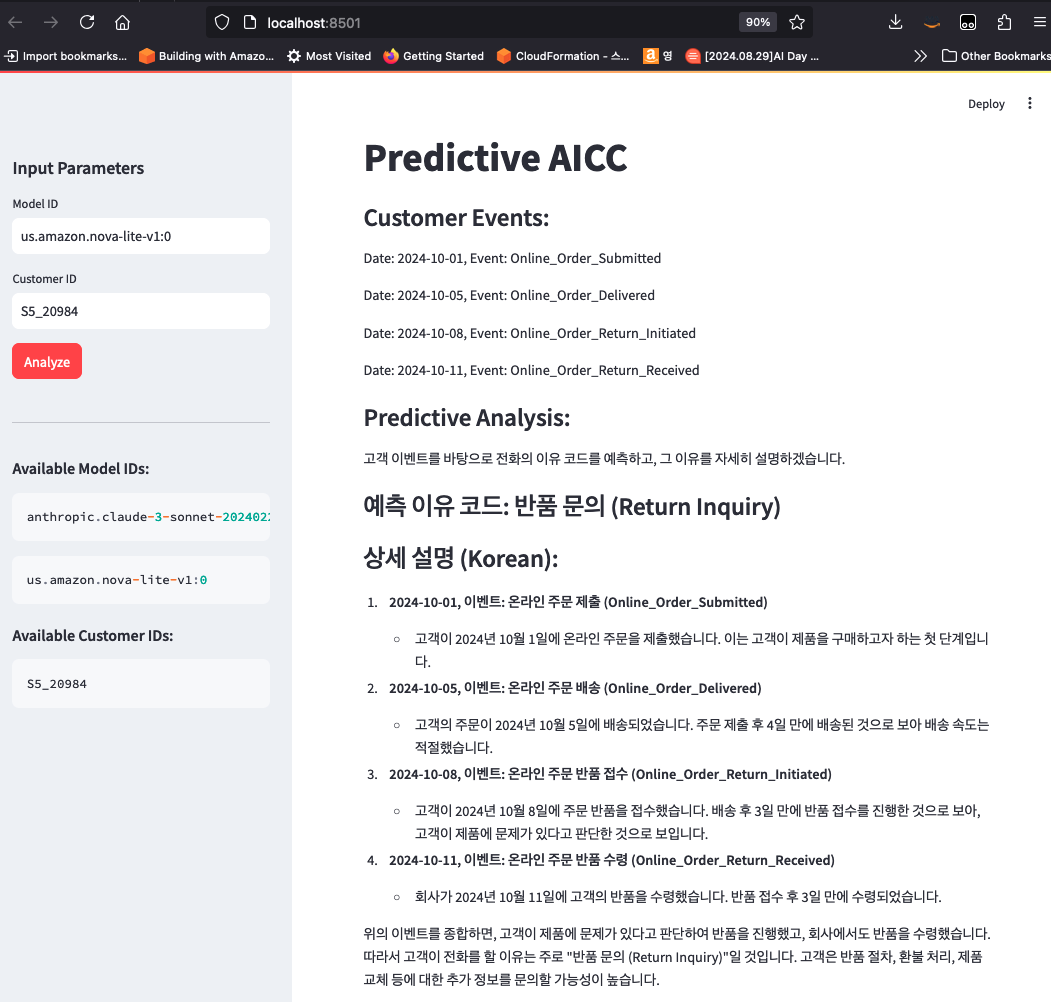 localhost:8501
90%
Import bookmarks...
Building with Amazo...
Most Visited
Getting Started
CloudFormation - 스...
a
영
[2024.08.29]AI Day ...
Other Bookmarks
Deploy
Input Parameters
Model ID
us.amazon.nova-lite-v1:0
Customer ID
S5_20984
Analyze
Available Model IDs:
anthropic.claude-3-sonnet-2024022
us.amazon.nova-lite-v1:0
Available Customer IDs:
S5_20984
Predictive AICC
Customer Events:
Date: 2024-10-01, Event: Online_Order_Submitted
Date: 2024-10-05, Event: Online_Order_Delivered
Date: 2024-10-08, Event: Online_Order_Return_Initiated
Date: 2024-10-11, Event: Online_Order_Return_Received
Predictive Analysis:
고객 이벤트를 바탕으로 전화의 이유 코드를 예측하고, 그 이유를 자세히 설명하겠습니다.
예측 이유 코드: 반품 문의 (Return Inquiry)
상세 설명 (Korean):
1. 2024-10-01, 이벤트: 온라인 주문 제출 (Online_Order_Submitted)
고객이 2024년 10월 1일에 온라인 주문을 제출했습니다. 이는 고객이 제품을 구매하고자 하는 첫 단계입니
다.
2. 2024-10-05, 이벤트: 온라인 주문 배송 (Online_Order_Delivered)
고객의 주문이 2024년 10월 5일에 배송되었습니다. 주문 제출 후 4일 만에 배송된 것으로 보아 배송 속도는
적절했습니다.
3. 2024-10-08, 이벤트: 온라인 주문 반품 접수 (Online_Order_Return_Initiated)
고객이 2024년 10월 8일에 주문 반품을 접수했습니다. 배송 후 3일 만에 반품 접수를 진행한 것으로 보아,
고객이 제품에 문제가 있다고 판단한 것으로 보입니다.
4. 2024-10-11, 이벤트: 온라인 주문 반품 수령 (Online_Order_Return_Received)
회사가 2024년 10월 11일에 고객의 반품을 수령했습니다. 반품 접수 후 3일 만에 수령되었습니다.
위의 이벤트를 종합하면, 고객이 제품에 문제가 있다고 판단하여 반품을 진행했고, 회사에서도 반품을 수령했습니다.
따라서 고객이 전화를 할 이유는 주로 "반품 문의 (Return Inquiry)"일 것입니다. 고객은 반품 절차, 환불 처리, 제품
교체 등에 대한 추가 정보를 문의할 가능성이 높습니다.